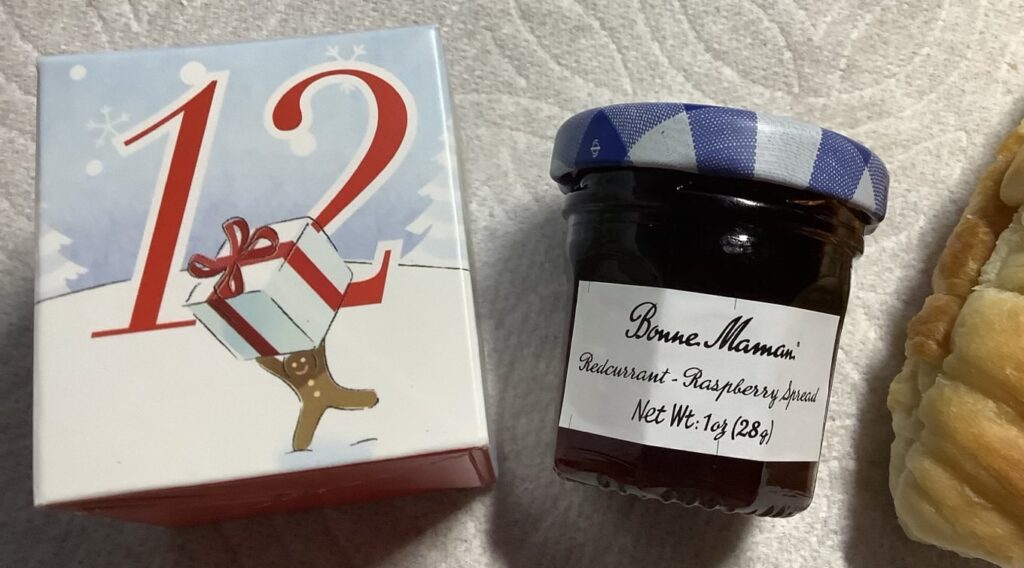 12
Bonne Maman
Redcurrant - Raspberry Spread
Net Wt: 1oz (28g)